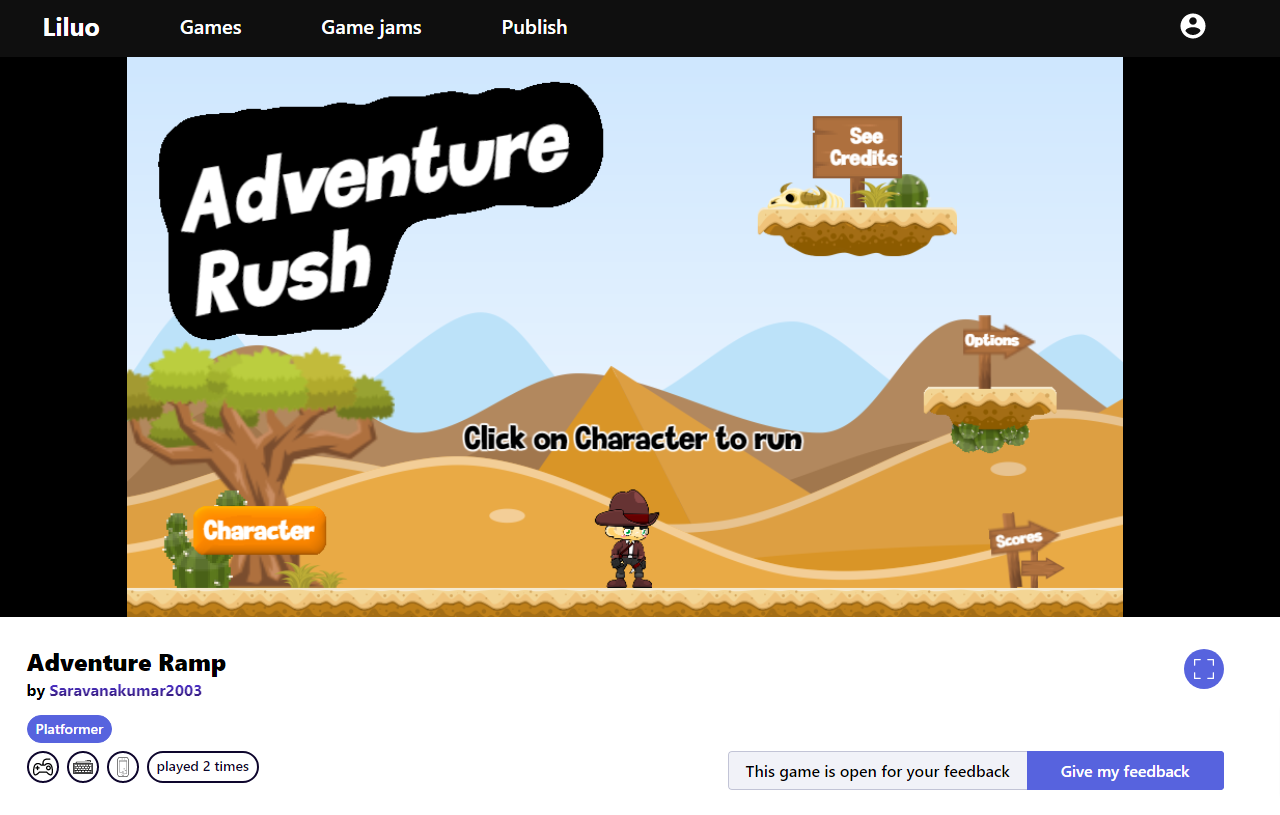 Liluo Games Game jams Publish
Adventure
Rush
See
Credits
Options
Click on Character to run
Character
Scores
Adventure Ramp
by Saravanakumar2003
Platformer
played 2 times
This game is open for your feedback Give my feedback